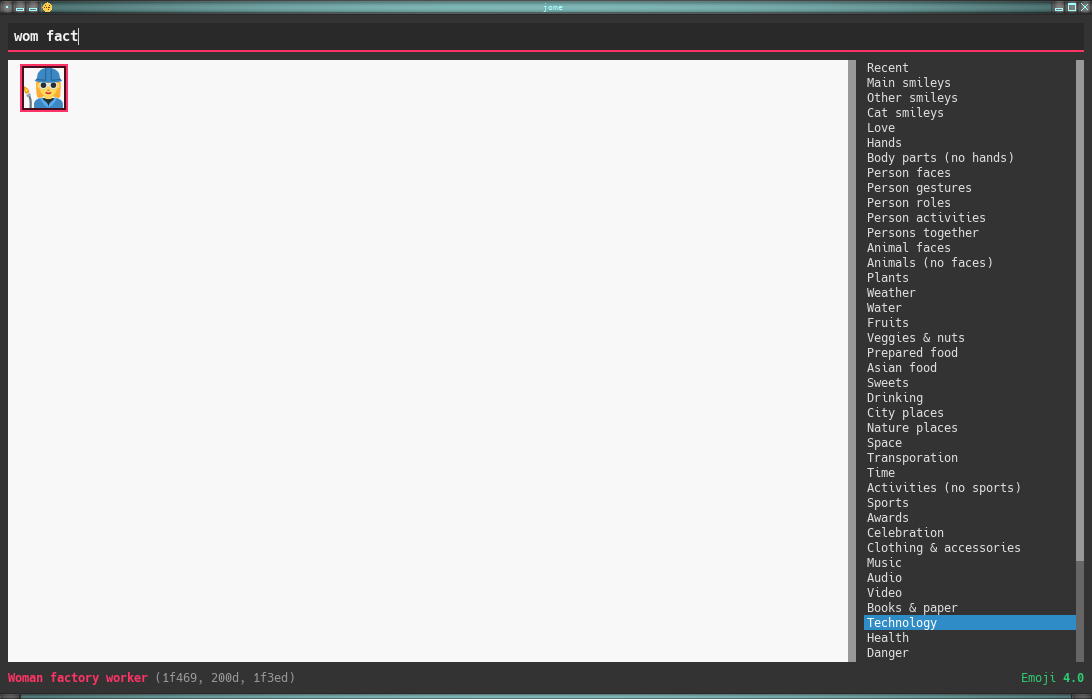 jome
wom fact
Recent
Main smileys
Other smileys
Cat smileys
Love
Hands
Body parts (no hands)
Person faces
Person gestures
Person roles
Person activities
Persons together
Animal faces
Animals (no faces)
Plants
Weather
Water
Fruits
Veggies & nuts
Prepared food
Asian food
Sweets
Drinking
City places
Nature places
Space
Transporation
Time
Activities (no sports)
Sports
Awards
Celebration
Clothing & accessories
Music
Audio
Video
Books & paper
Technology
Health
Danger
Woman factory worker (1f469, 200d, 1f3ed)
Emoji 4.0